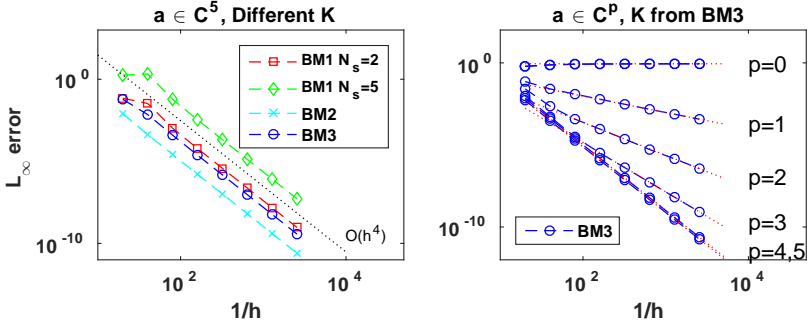 a ∈ C⁵, Different K
L∞ error
10⁰
10⁻¹⁰
10²
10⁴
1/h
BM1 Nₛ=2
BM1 Nₛ=5
BM2
BM3
O(h⁴)
a ∈ Cᵖ, K from BM3
10⁰
10⁻¹⁰
10²
10⁴
1/h
p=0
p=1
p=2
p=3
p=4,5
BM3